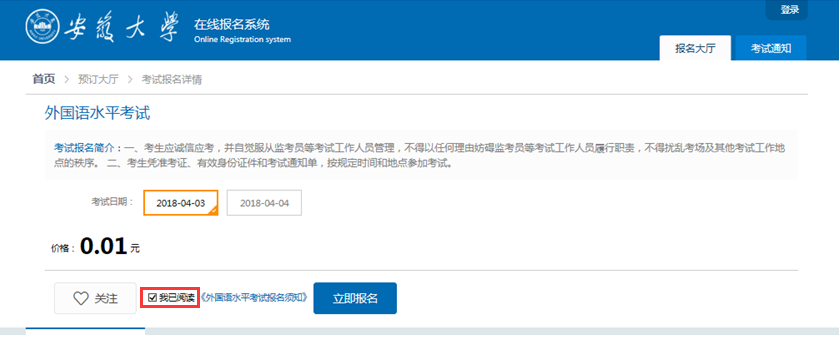 登录
安徽大学
在线报名系统
Online Registration system
报名大厅
考试通知
首页 > 预订大厅 > 考试报名详情
外国语水平考试
考试报名简介：一、考生应诚信应考，并自觉服从监考员等考试工作人员管理，不得以任何理由妨碍监考员等考试工作人员履行职责，不得扰乱考场及其他考试工作地
点的秩序。 二、考生凭准考证、有效身份证件和考试通知单，按规定时间和地点参加考试。
考试日期： 2018-04-03 2018-04-04
价格：0.01 元
关注 我已阅读《外国语水平考试报名须知》 立即报名